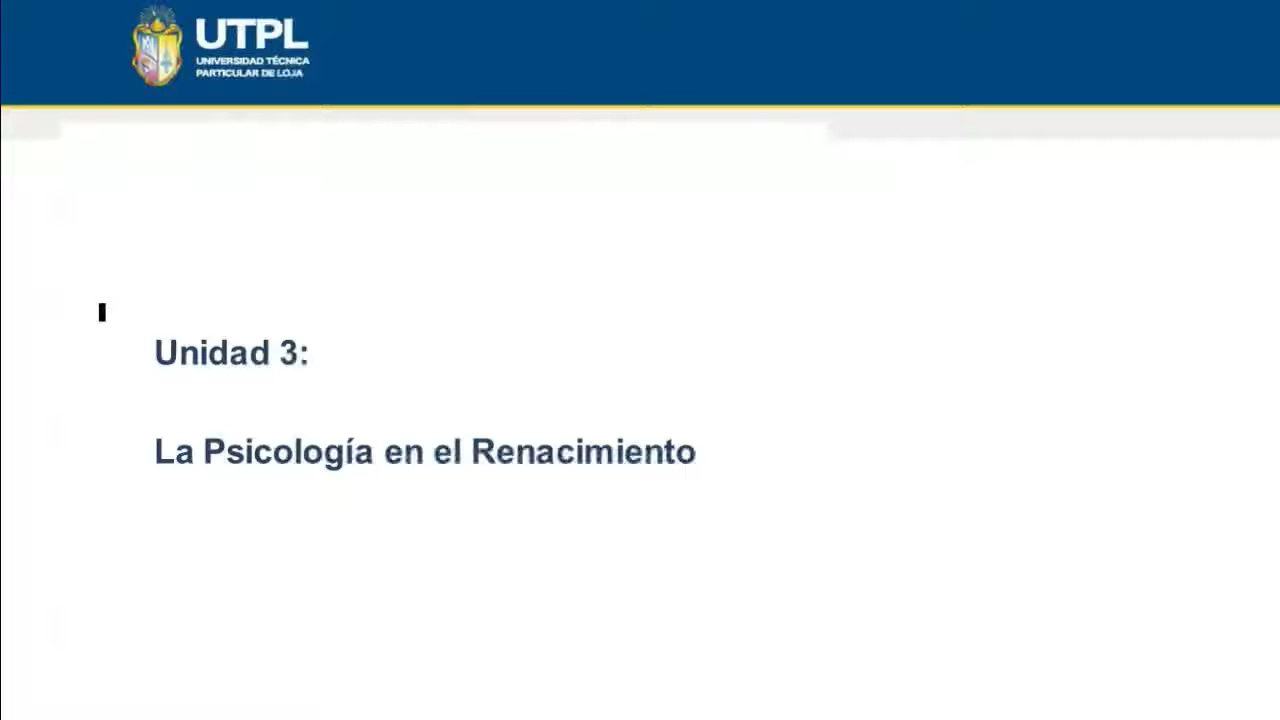 UTPL
UNIVERSIDAD TÉCNICA
PARTICULAR DE LOJA
Unidad 3:
La Psicología en el Renacimiento